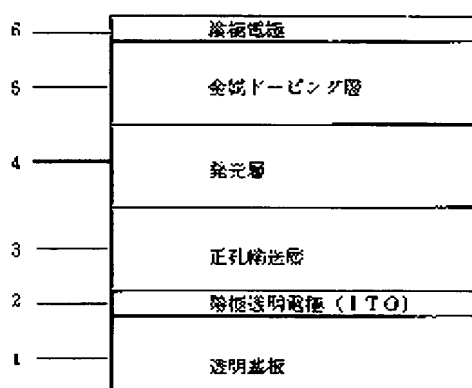 6 陰極電極
5 金属ドーピング層
4 発光層
3 正孔輸送層
2 陽極透明電極(ITO)
1 透明基板